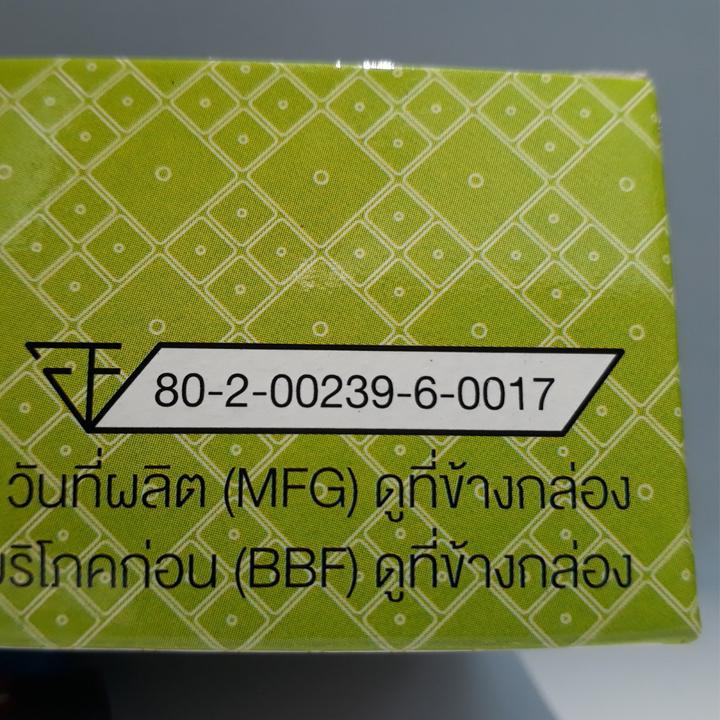 80-2-00239-6-0017
วันที่ผลิต (MFG) ดูที่ข้างกล่อง
บริโภคก่อน (BBF) ดูที่ข้างกล่อง